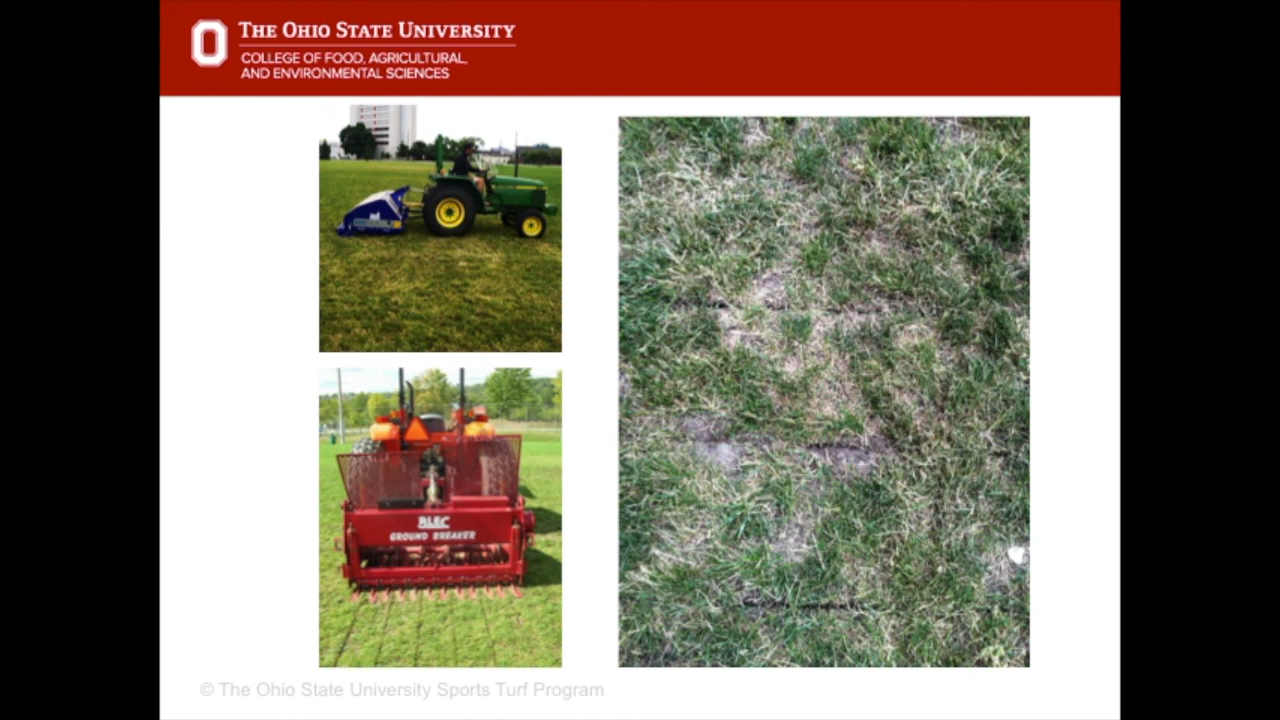 THE OHIO STATE UNIVERSITY
COLLEGE OF FOOD, AGRICULTURAL,
AND ENVIRONMENTAL SCIENCES
BLEC
GROUND BREAKER
© The Ohio State University Sports Turf Program